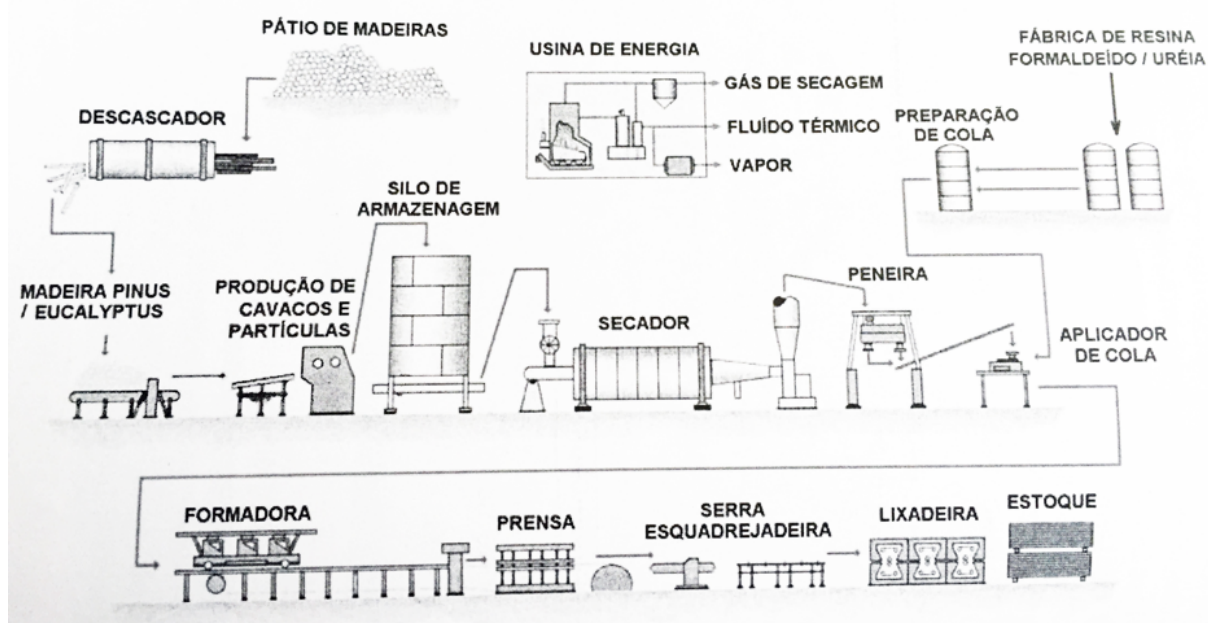 PÁTIO DE MADEIRAS
USINA DE ENERGIA
FÁBRICA DE RESINA
FORMALDEÍDO / URÉIA
GÁS DE SECAGEM
DESCASCADOR
PREPARAÇÃO
DE COLA
FLUÍDO TÉRMICO
VAPOR
SILO DE
ARMAZENAGEM
MADEIRA PINUS
/ EUCALYPTUS
PRODUÇÃO DE
CAVACOS E
PARTÍCULAS
SECADOR
PENEIRA
APLICADOR
DE COLA
FORMADORA
PRENSA
SERRA
ESQUADREJADEIRA
LIXADEIRA
ESTOQUE